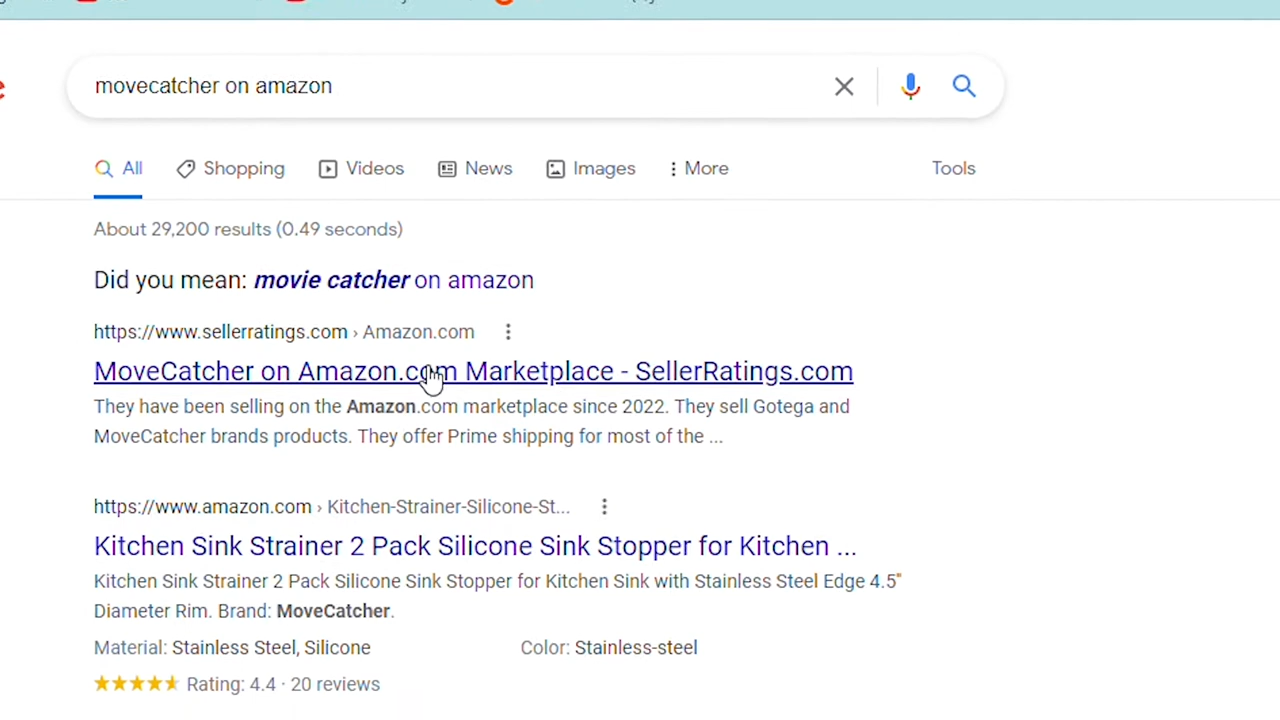 movecatcher on amazon
All Shopping Videos News Images More Tools
About 29,200 results (0.49 seconds)
Did you mean: movie catcher on amazon
https://www.sellerratings.com › Amazon.com
MoveCatcher on Amazon.com Marketplace - SellerRatings.com
They have been selling on the Amazon.com marketplace since 2022. They sell Gotega and
MoveCatcher brands products. They offer Prime shipping for most of the ...
https://www.amazon.com › Kitchen-Strainer-Silicone-St...
Kitchen Sink Strainer 2 Pack Silicone Sink Stopper for Kitchen ...
Kitchen Sink Strainer 2 Pack Silicone Sink Stopper for Kitchen Sink with Stainless Steel Edge 4.5"
Diameter Rim. Brand: MoveCatcher.
Material: Stainless Steel, Silicone Color: Stainless-steel
Rating: 4.4 · 20 reviews